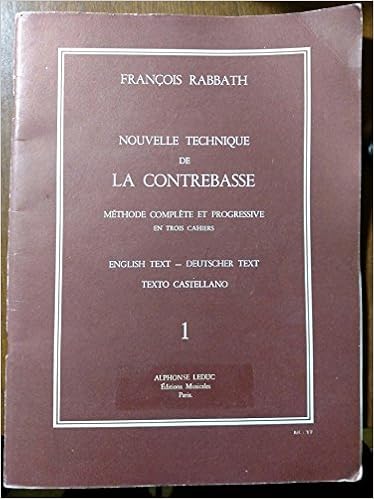 FRANÇOIS RABBATH
NOUVELLE TECHNIQUE
DE
LA CONTREBASSE
MÉTHODE COMPLÈTE ET PROGRESSIVE
EN TROIS CAHIERS
ENGLISH TEXT – DEUTSCHER TEXT
TEXTO CASTELLANO
1
ALPHONSE LEDUC
Éditions Musicales
Paris.